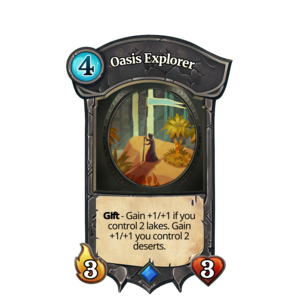 4
Oasis Explorer
Gift - Gain +1/+1 if you
control 2 lakes. Gain
+1/+1 you control 2
deserts.
3
3